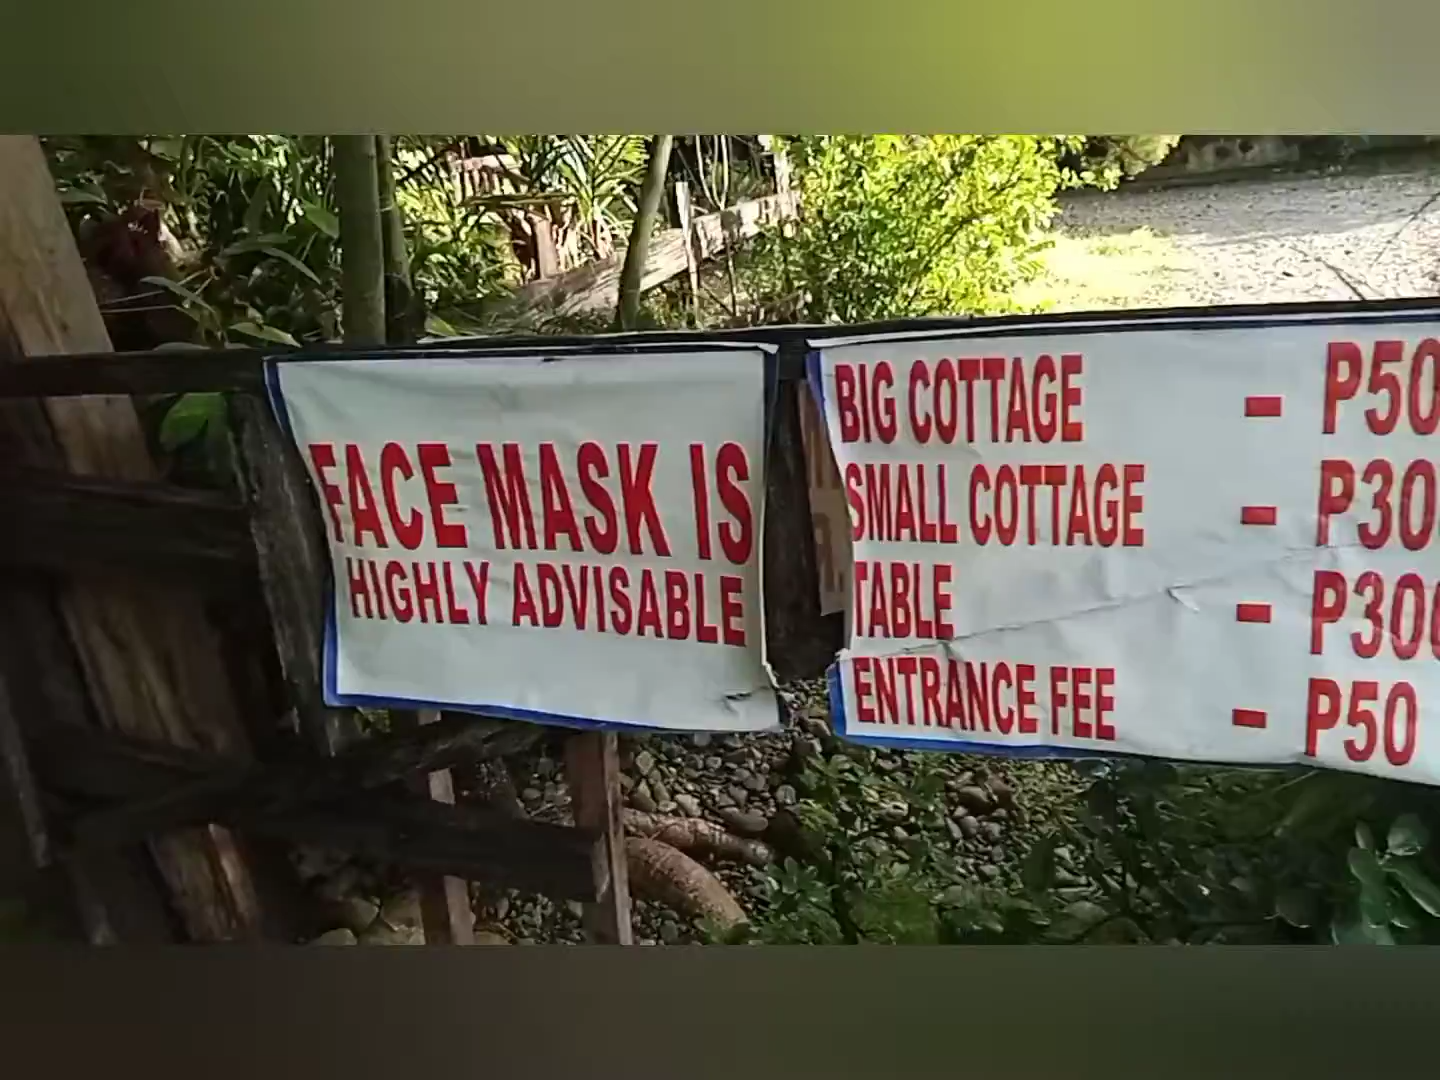 FACE MASK IS
HIGHLY ADVISABLE
BIG COTTAGE - P50
SMALL COTTAGE - P30
TABLE - P300
ENTRANCE FEE - P50